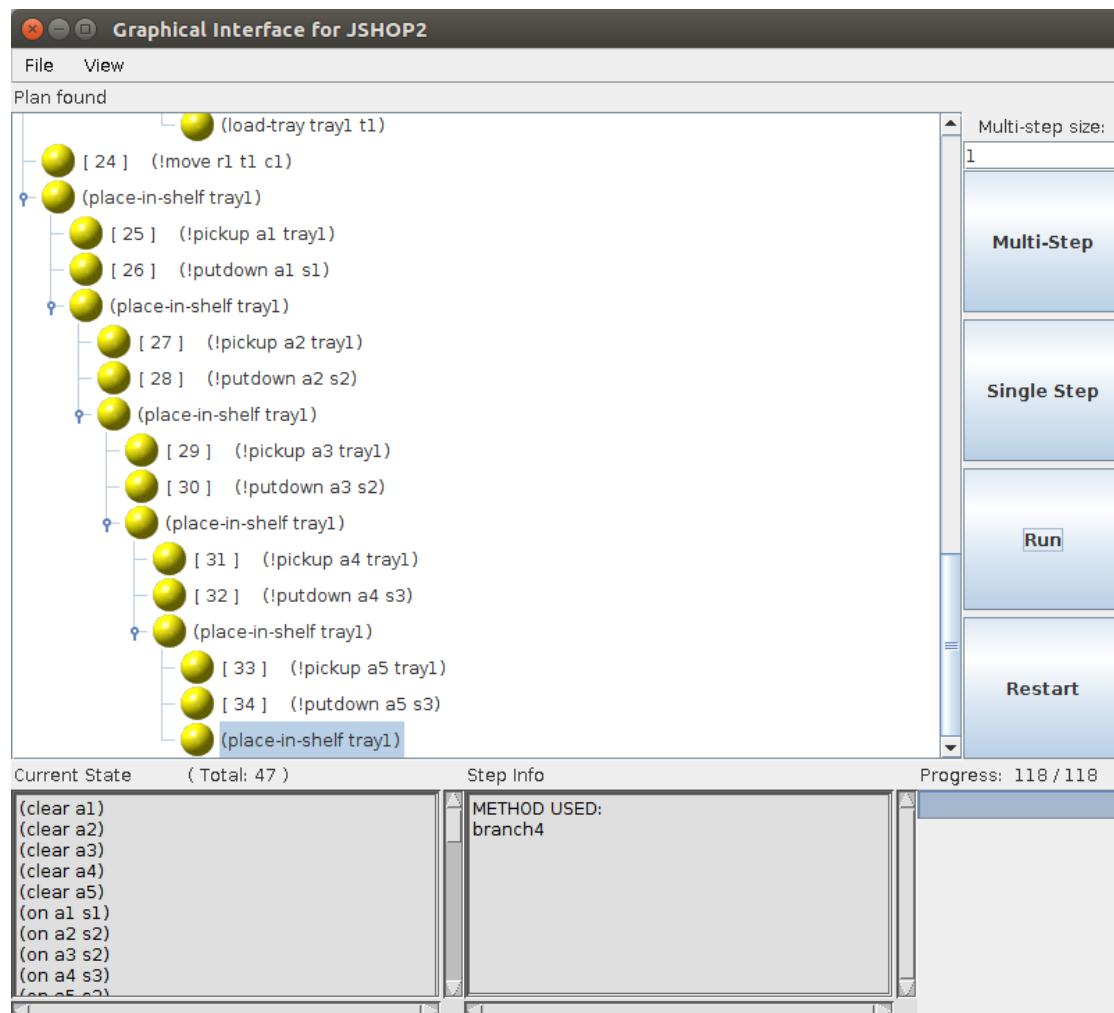 Graphical Interface for JSHOP2
File View
Plan found
(load-tray tray1 t1)
[ 24 ] (!move r1 t1 c1)
(place-in-shelf tray1)
[ 25 ] (!pickup a1 tray1)
[ 26 ] (!putdown a1 s1)
(place-in-shelf tray1)
[ 27 ] (!pickup a2 tray1)
[ 28 ] (!putdown a2 s2)
(place-in-shelf tray1)
[ 29 ] (!pickup a3 tray1)
[ 30 ] (!putdown a3 s2)
(place-in-shelf tray1)
[ 31 ] (!pickup a4 tray1)
[ 32 ] (!putdown a4 s3)
(place-in-shelf tray1)
[ 33 ] (!pickup a5 tray1)
[ 34 ] (!putdown a5 s3)
(place-in-shelf tray1)
Multi-step size:
1
Multi-Step
Single Step
Run
Restart
Current State ( Total: 47 )
(clear a1)
(clear a2)
(clear a3)
(clear a4)
(clear a5)
(on a1 s1)
(on a2 s2)
(on a3 s2)
(on a4 s3)
Step Info
METHOD USED:
branch4
Progress: 118 / 118